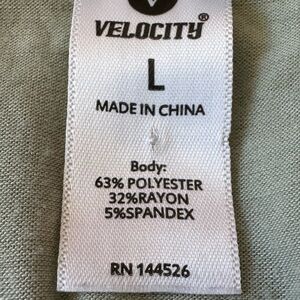 V
VELOCITY®
L
MADE IN CHINA
Body:
63% POLYESTER
32%RAYON
5%SPANDEX
RN 144526